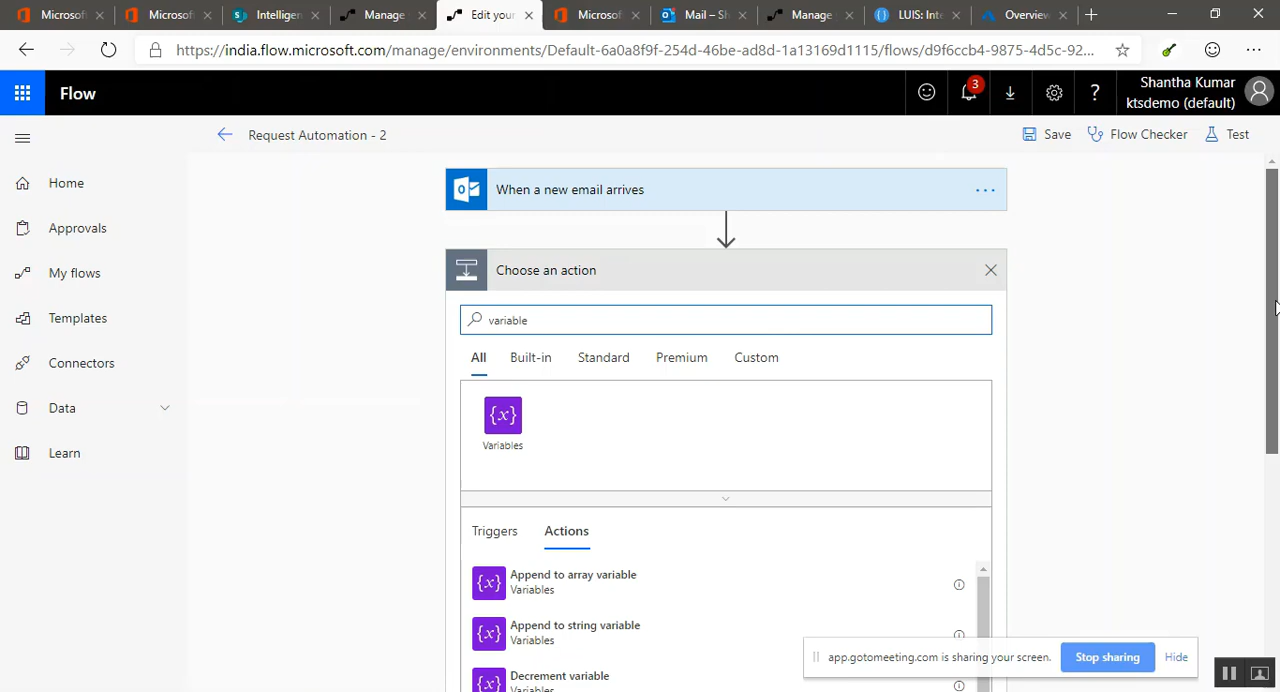 Microso
Microsof
Intelligen
Manage
Edit your
Microsof
Mail – Sh
Manage
LUIS: Inte
Overview
https://india.flow.microsoft.com/manage/environments/Default-6a0a8f9f-254d-46be-ad8d-1a13169d1115/flows/d9f6ccb4-9875-4d5c-92...
Flow
3
?
Shantha Kumar
ktsdemo (default)
Request Automation - 2
Save
Flow Checker
Test
Home
Approvals
My flows
Templates
Connectors
Data
Learn
When a new email arrives
Choose an action
variable
All Built-in Standard Premium Custom
{x}
Variables
Triggers Actions
{x} Append to array variable
Variables
{x} Append to string variable
Variables
{x} Decrement variable
Variables
app.gotomeeting.com is sharing your screen. Stop sharing Hide